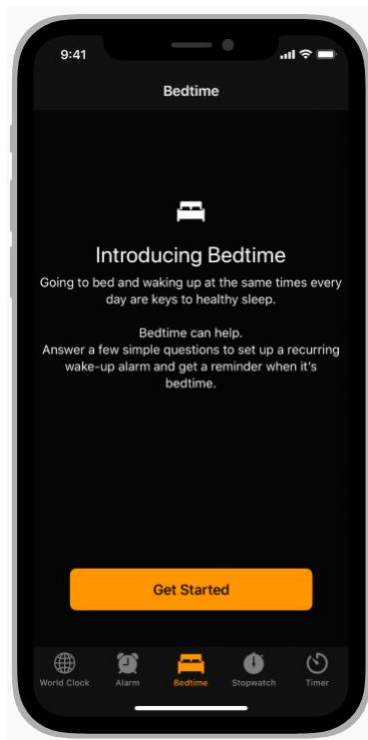 9:41
Bedtime
Introducing Bedtime
Going to bed and waking up at the same times every
day are keys to healthy sleep.
Bedtime can help.
Answer a few simple questions to set up a recurring
wake-up alarm and get a reminder when it's
bedtime.
Get Started
World Clock
Alarm
Bedtime
Stopwatch
Timer